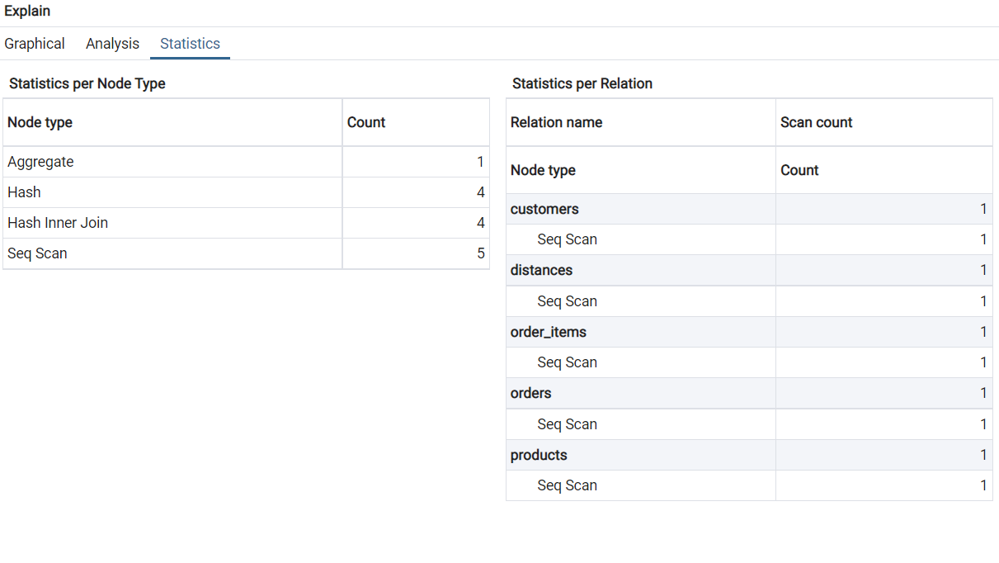 Explain
Graphical Analysis Statistics
Statistics per Node Type
Node type Count
Aggregate 1
Hash 4
Hash Inner Join 4
Seq Scan 5
Statistics per Relation
Relation name Scan count
Node type Count
customers 1
Seq Scan 1
distances 1
Seq Scan 1
order_items 1
Seq Scan 1
orders 1
Seq Scan 1
products 1
Seq Scan 1